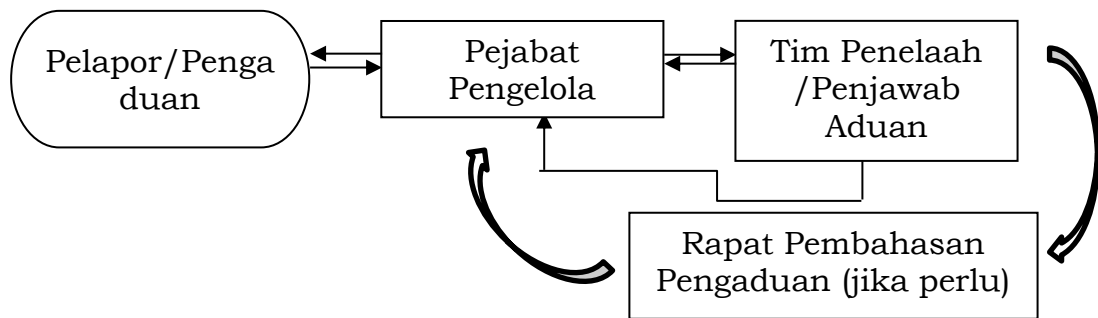 Pelapor/Penga
duan
Pejabat
Pengelola
Tim Penelaah
/Penjawab
Aduan
Rapat Pembahasan
Pengaduan (jika perlu)